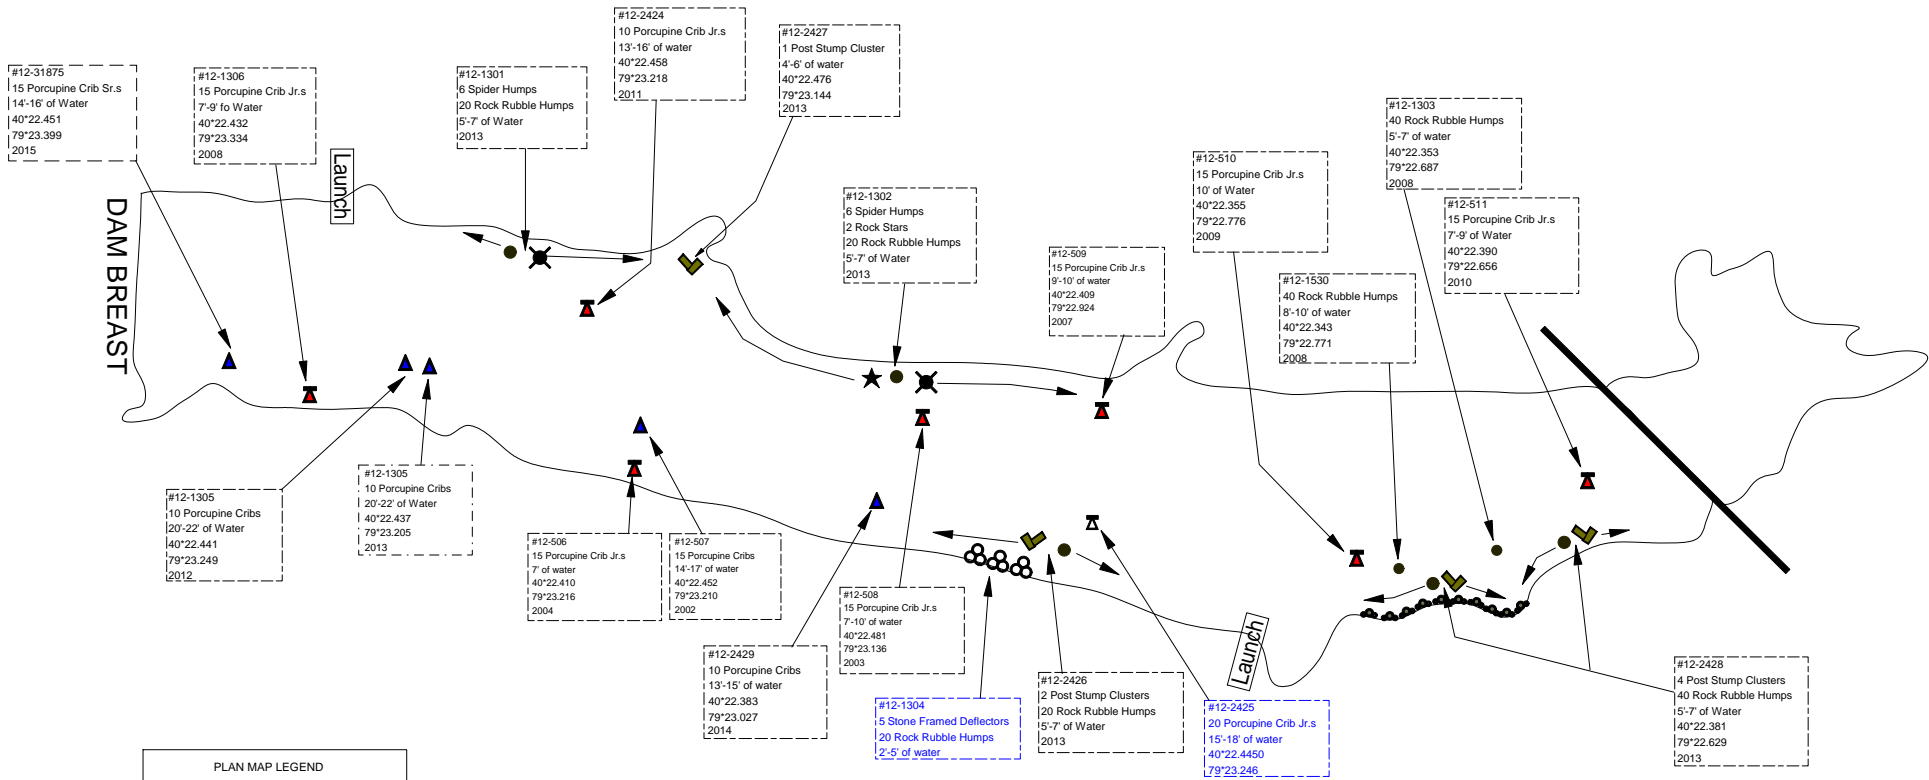 #12-2424
10 Porcupine Crib Jr.s
13'-16' of water
40*22.458
79*23.218
2011
#12-2427
1 Post Stump Cluster
4'-6' of water
40*22.476
79*23.144
2013
#12-31875
15 Porcupine Crib Sr.s
14'-16' of Water
40*22.451
79*23.399
2015
#12-1306
15 Porcupine Crib Jr.s
7'-9' fo Water
40*22.432
79*23.334
2008
#12-1301
6 Spider Humps
20 Rock Rubble Humps
5'-7' of Water
2013
#12-1303
40 Rock Rubble Humps
5'-7' of water
40*22.353
79*22.687
2008
#12-510
15 Porcupine Crib Jr.s
10' of Water
40*22.355
79*22.776
2009
Launch
DAM BREAST
#12-1302
6 Spider Humps
2 Rock Stars
20 Rock Rubble Humps
5'-7' of Water
2013
#12-511
15 Porcupine Crib Jr.s
7'-9' of Water
40*22.390
79*22.656
2010
#12-509
15 Porcupine Crib Jr.s
9'-10' of water
40*22.409
79*22.924
2007
#12-1530
40 Rock Rubble Humps
8'-10' of water
40*22.343
79*22.771
2008
#12-1305
10 Porcupine Cribs
20'-22' of Water
40*22.441
79*23.249
2012
#12-1305
10 Porcupine Cribs
20'-22' of Water
40*22.437
79*23.205
2013
#12-506
15 Porcupine Crib Jr.s
7' of water
40*22.410
79*23.216
2004
#12-507
15 Porcupine Cribs
14'-17' of water
40*22.452
79*23.210
2002
#12-508
15 Porcupine Crib Jr.s
7'-10' of water
40*22.481
79*23.136
2003
#12-2429
10 Porcupine Cribs
13'-15' of water
40*22.383
79*23.027
2014
#12-1304
5 Stone Framed Deflectors
20 Rock Rubble Humps
2'-5' of water
#12-2426
2 Post Stump Clusters
20 Rock Rubble Humps
5'-7' of Water
2013
Launch
#12-2425
20 Porcupine Crib Jr.s
15'-18' of water
40*22.4450
79*23.246
#12-2428
4 Post Stump Clusters
40 Rock Rubble Humps
5'-7' of Water
40*22.381
79*22.629
2013
PLAN MAP LEGEND